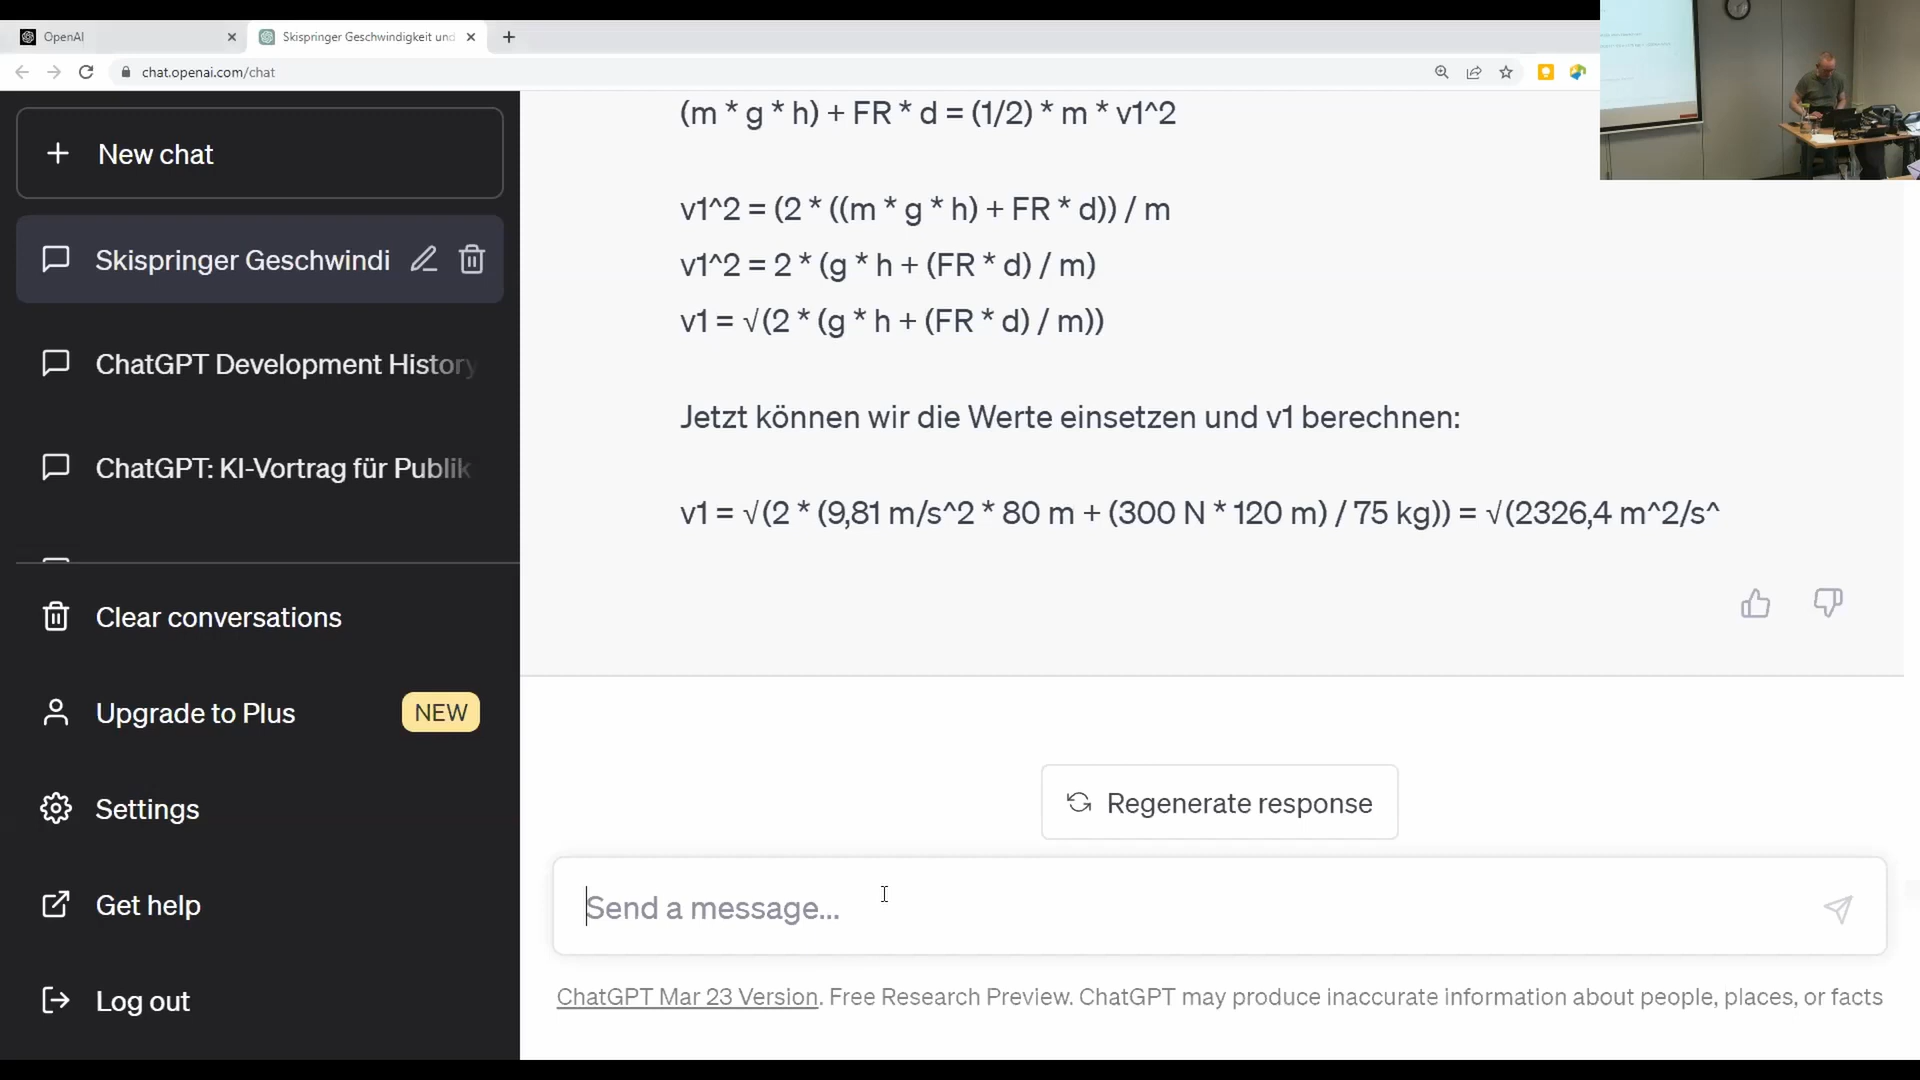 OpenAI
Skispringer Geschwindigkeit und
chat.openai.com/chat
New chat
Skispringer Geschwindi
ChatGPT Development History
ChatGPT: KI-Vortrag für Publik
Clear conversations
Upgrade to Plus
NEW
Settings
Get help
Log out
(m * g * h) + FR * d = (1/2) * m * v1^2
v1^2 = (2 * ((m * g * h) + FR * d)) / m
v1^2 = 2 * (g * h + (FR * d) / m)
v1 = √(2 * (g * h + (FR * d) / m))
Jetzt können wir die Werte einsetzen und v1 berechnen:
v1 = √(2 * (9,81 m/s^2 * 80 m + (300 N * 120 m) / 75 kg)) = √(2326,4 m^2/s^
Regenerate response
Send a message...
ChatGPT Mar 23 Version. Free Research Preview. ChatGPT may produce inaccurate information about people, places, or facts